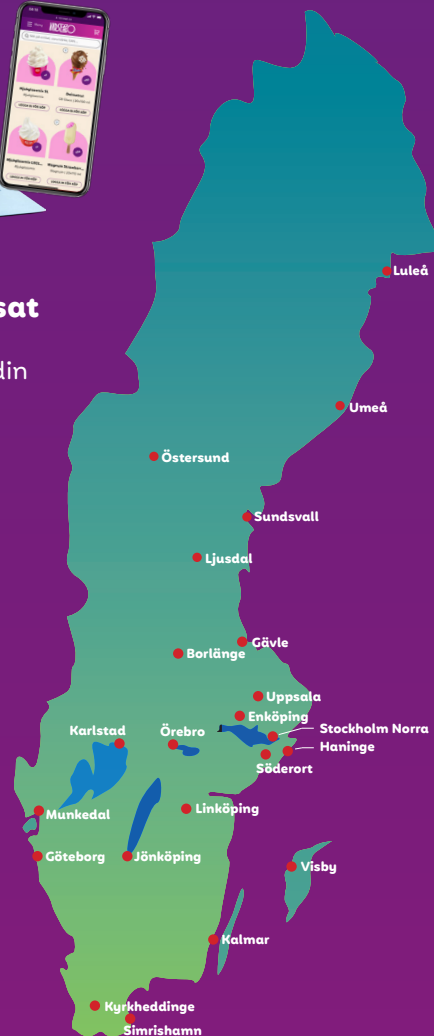 sat
din
Luleå
Umeå
Östersund
Sundsvall
Ljusdal
Gävle
Borlänge
Uppsala
Enköping
Karlstad
Örebro
Stockholm Norra
Haninge
Söderort
Munkedal
Linköping
Göteborg
Jönköping
Visby
Kalmar
Kyrkheddinge
Simrishamn